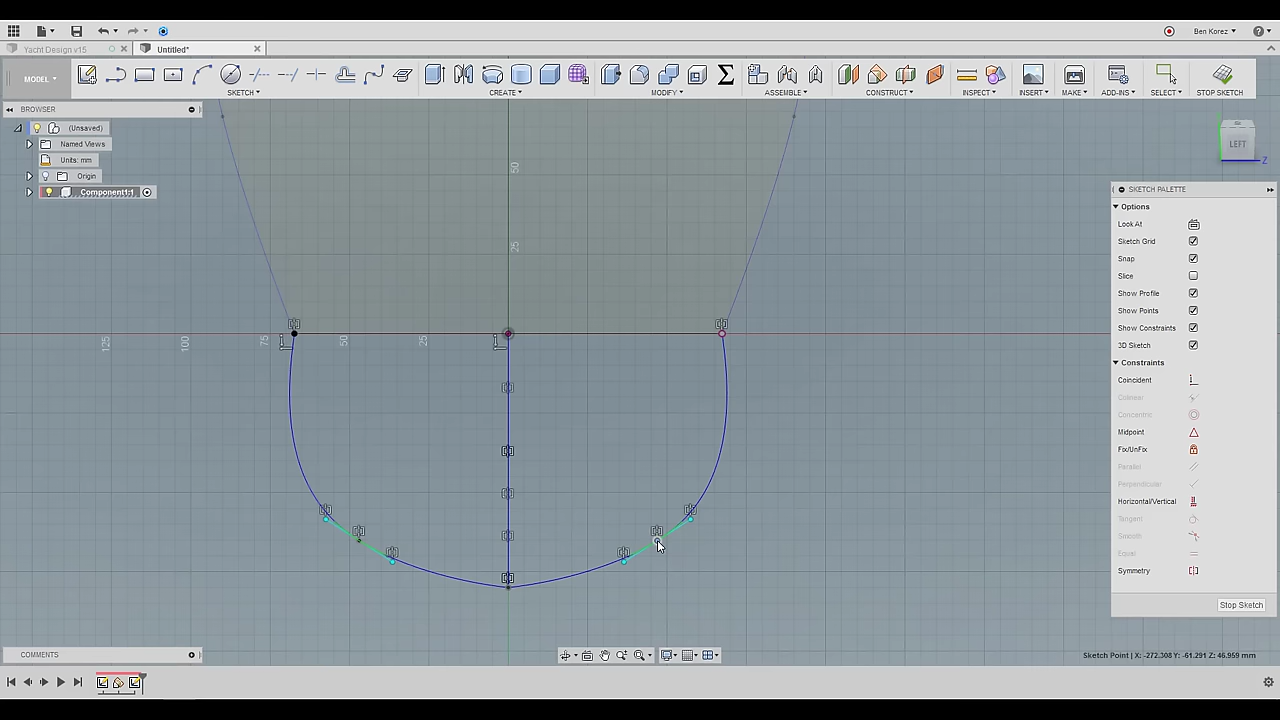 Ben Korez
Yacht Design v15
Untitled*
MODEL
SKETCH
CREATE
MODIFY
ASSEMBLE
CONSTRUCT
INSPECT
INSERT
MAKE
ADD-INS
SELECT
STOP SKETCH
BROWSER
(Unsaved)
Named Views
Units: mm
Origin
Component1:1
LEFT
Z
50
25
125
100
75
50
25
SKETCH PALETTE
Options
Look At
Sketch Grid
Snap
Slice
Show Profile
Show Points
Show Constraints
3D Sketch
Constraints
Coincident
Colinear
Concentric
Midpoint
Fix/UnFix
Parallel
Perpendicular
Horizontal/Vertical
Tangent
Smooth
Equal
Symmetry
Stop Sketch
COMMENTS
Sketch Point | X: -272.308 Y: -61.291 Z: 46.959 mm